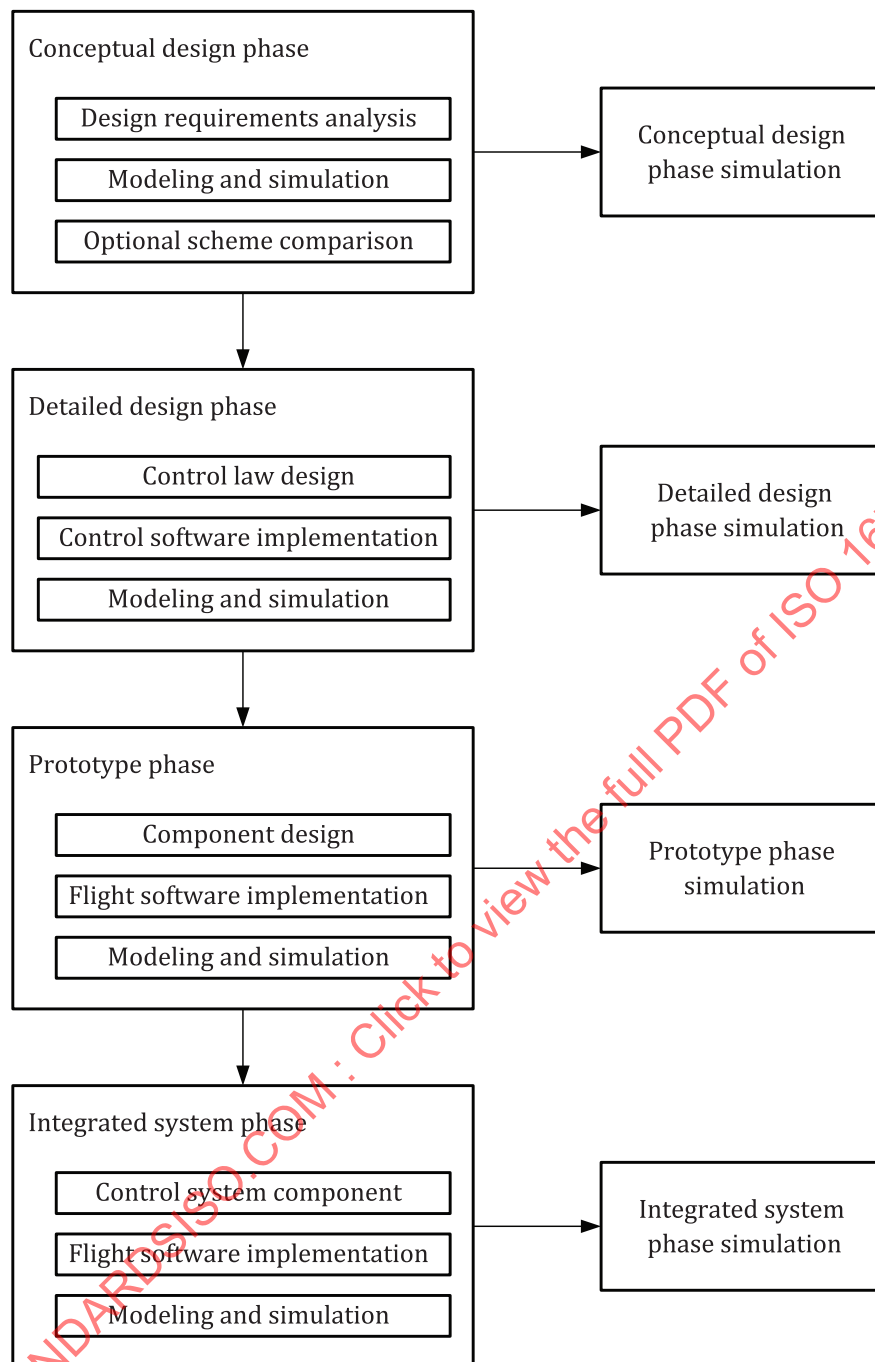 Conceptual design phase
Design requirements analysis
Modeling and simulation
Optional scheme comparison
Conceptual design
phase simulation
Detailed design phase
Control law design
Control software implementation
Modeling and simulation
Detailed design
phase simulation
Prototype phase
Component design
Flight software implementation
Modeling and simulation
Prototype phase
simulation
Integrated system phase
Control system component
Flight software implementation
Modeling and simulation
Integrated system
phase simulation
NDARDSISO.COM : Click to view the full PDF of ISO 16